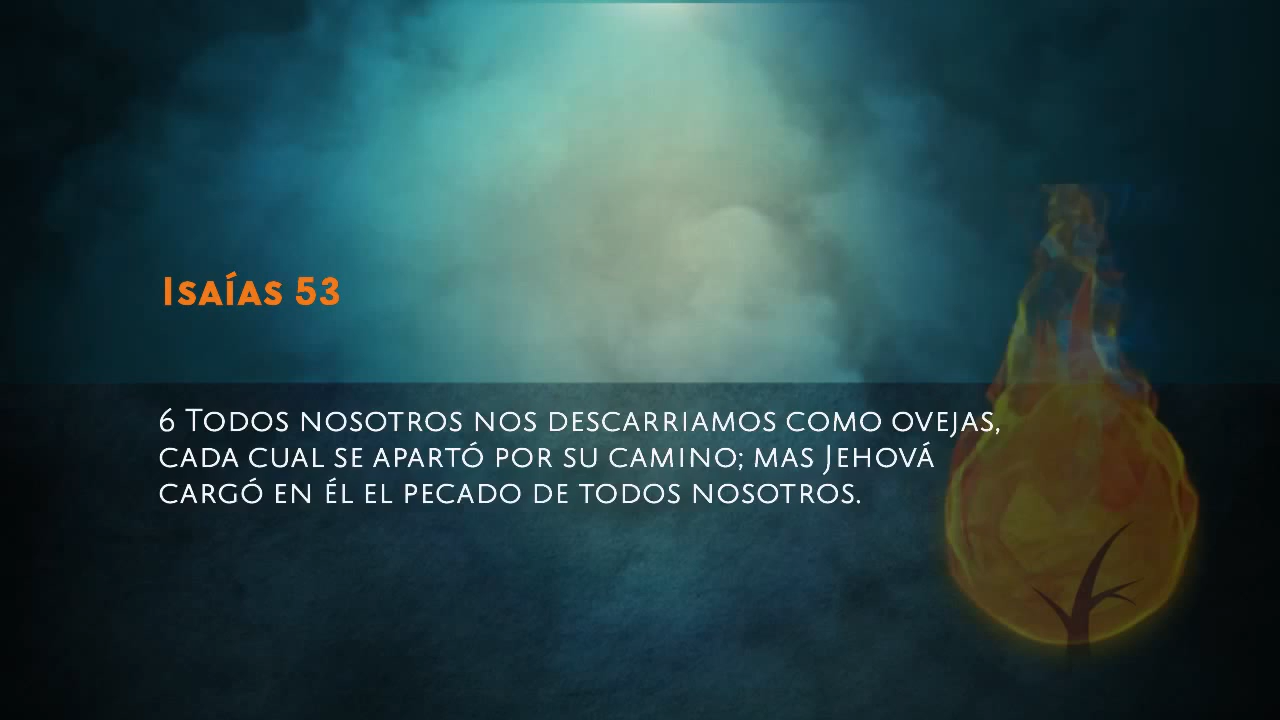 Isaías 53
6 Todos nosotros nos descarriamos como ovejas,
cada cual se apartó por su camino; mas Jehová
cargó en él el pecado de todos nosotros.